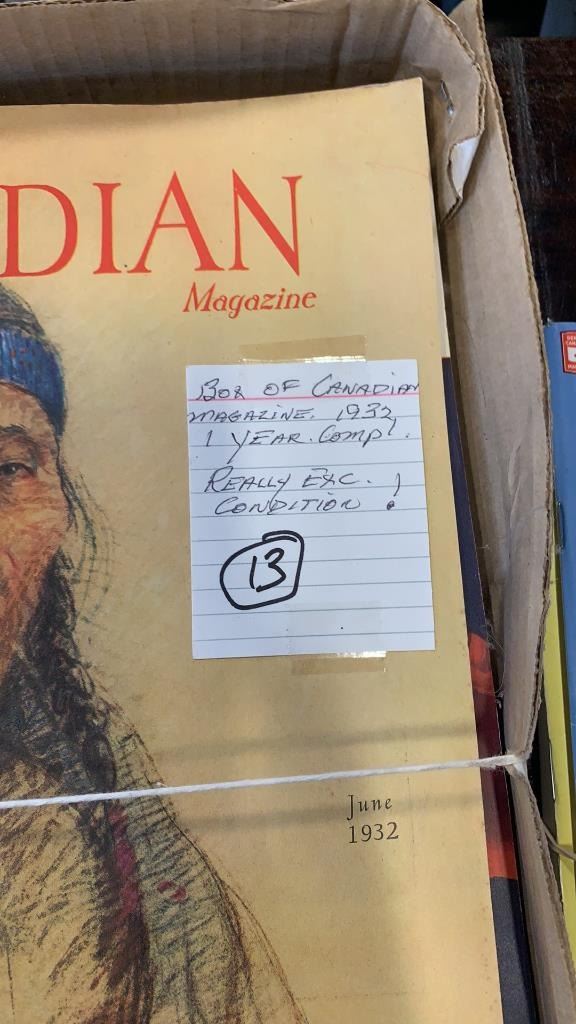 DIAN
Magazine
BOX OF CANADIAN
MAGAZINE. 1932
1 YEAR. COMP!.
REALLY EXC.
CONDITION !
13
June
1932